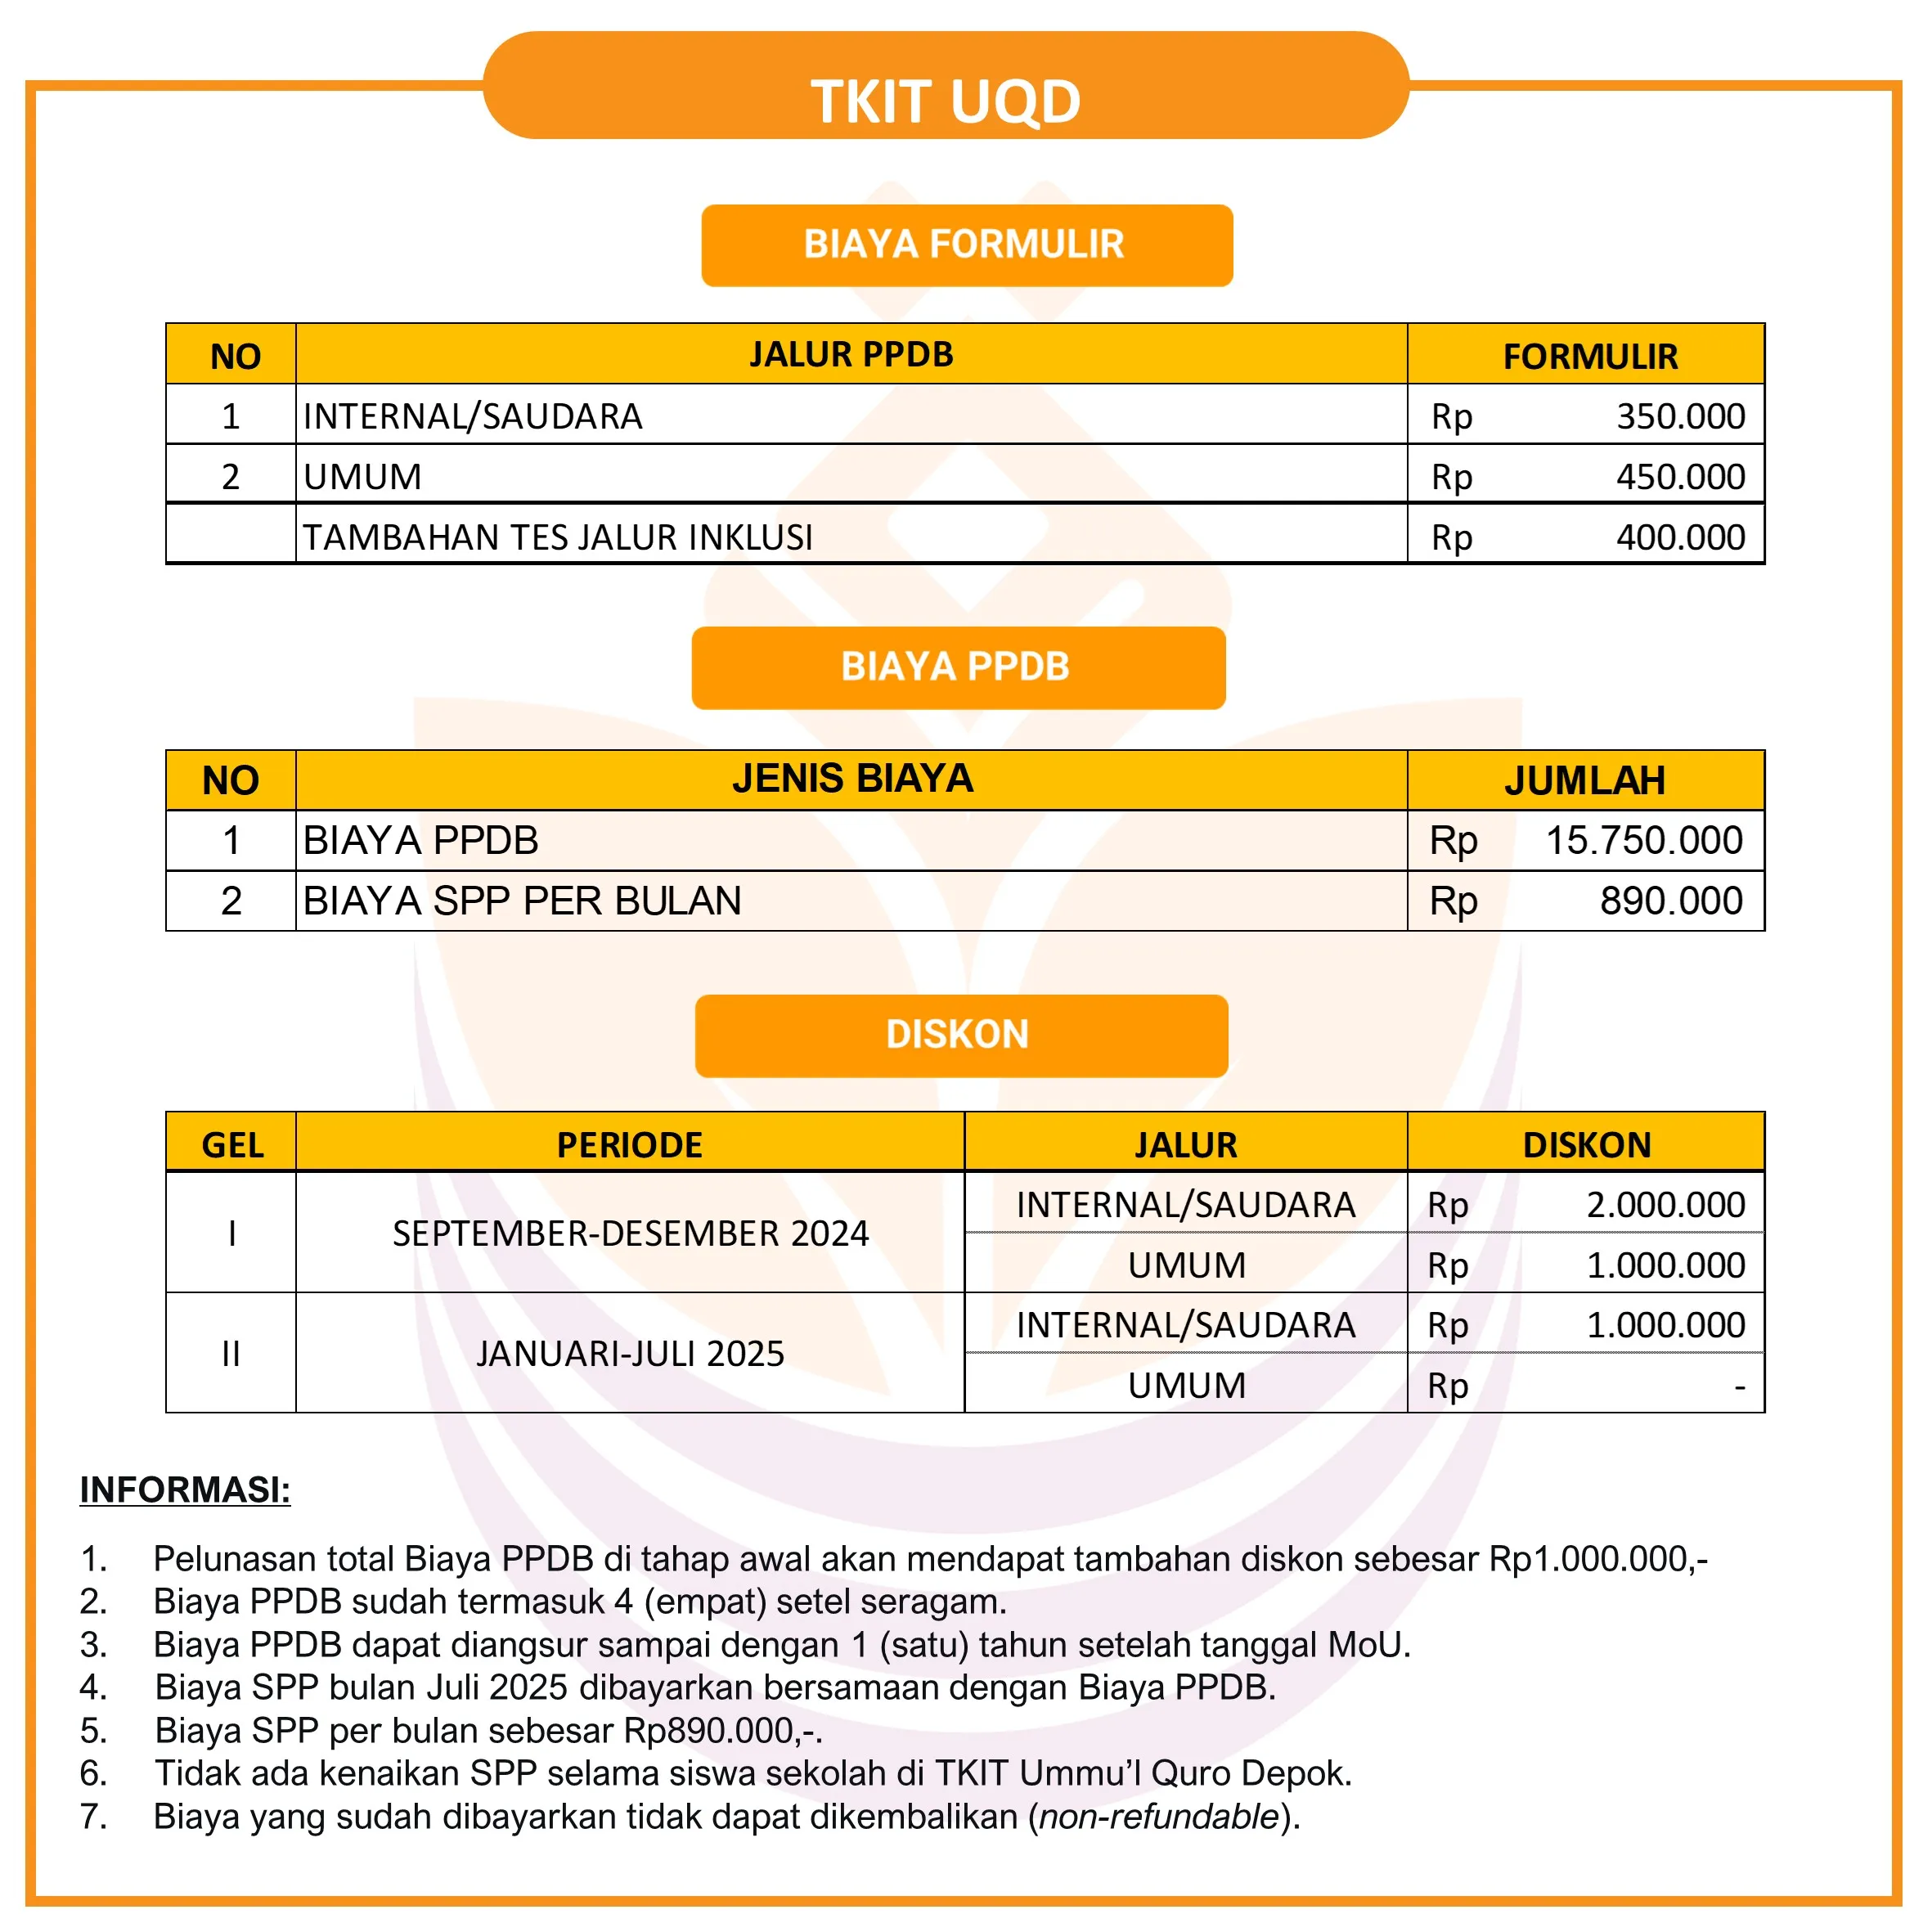 TKIT UQD
BIAYA FORMULIR
NO JALUR PPDB FORMULIR
1 INTERNAL/SAUDARA Rp 350.000
2 UMUM Rp 450.000
TAMBAHAN TES JALUR INKLUSI Rp 400.000
BIAYA PPDB
NO JENIS BIAYA JUMLAH
1 BIAYA PPDB Rp 15.750.000
2 BIAYA SPP PER BULAN Rp 890.000
DISKON
GEL PERIODE JALUR DISKON
I SEPTEMBER-DESEMBER 2024 INTERNAL/SAUDARA Rp 2.000.000
UMUM Rp 1.000.000
II JANUARI-JULI 2025 INTERNAL/SAUDARA Rp 1.000.000
UMUM Rp -
INFORMASI:
1. Pelunasan total Biaya PPDB di tahap awal akan mendapat tambahan diskon sebesar Rp1.000.000,-
2. Biaya PPDB sudah termasuk 4 (empat) setel seragam.
3. Biaya PPDB dapat diangsur sampai dengan 1 (satu) tahun setelah tanggal MoU.
4. Biaya SPP bulan Juli 2025 dibayarkan bersamaan dengan Biaya PPDB.
5. Biaya SPP per bulan sebesar Rp890.000,-.
6. Tidak ada kenaikan SPP selama siswa sekolah di TKIT Ummu’l Quro Depok.
7. Biaya yang sudah dibayarkan tidak dapat dikembalikan (non-refundable).